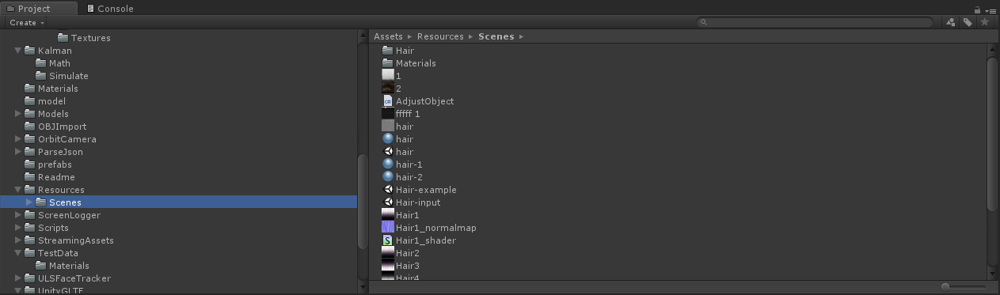 Project
Console
Create
Textures
Kalman
Math
Simulate
Materials
model
Models
OBJImport
OrbitCamera
ParseJson
prefabs
Readme
Resources
Scenes
ScreenLogger
Scripts
StreamingAssets
TestData
Materials
ULSFaceTracker
UnityGLTF
Assets ▸ Resources ▸ Scenes ▸
Hair
Materials
1
2
AdjustObject
fffff 1
hair
hair
hair
hair-1
hair-2
Hair-example
Hair-input
Hair1
Hair1_normalmap
Hair1_shader
Hair2
Hair3
Hair4